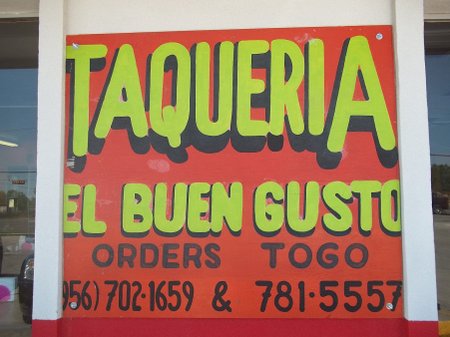 TAQUERIA
EL BUEN GUSTO
ORDERS TOGO
956) 702-1659 & 781-5557